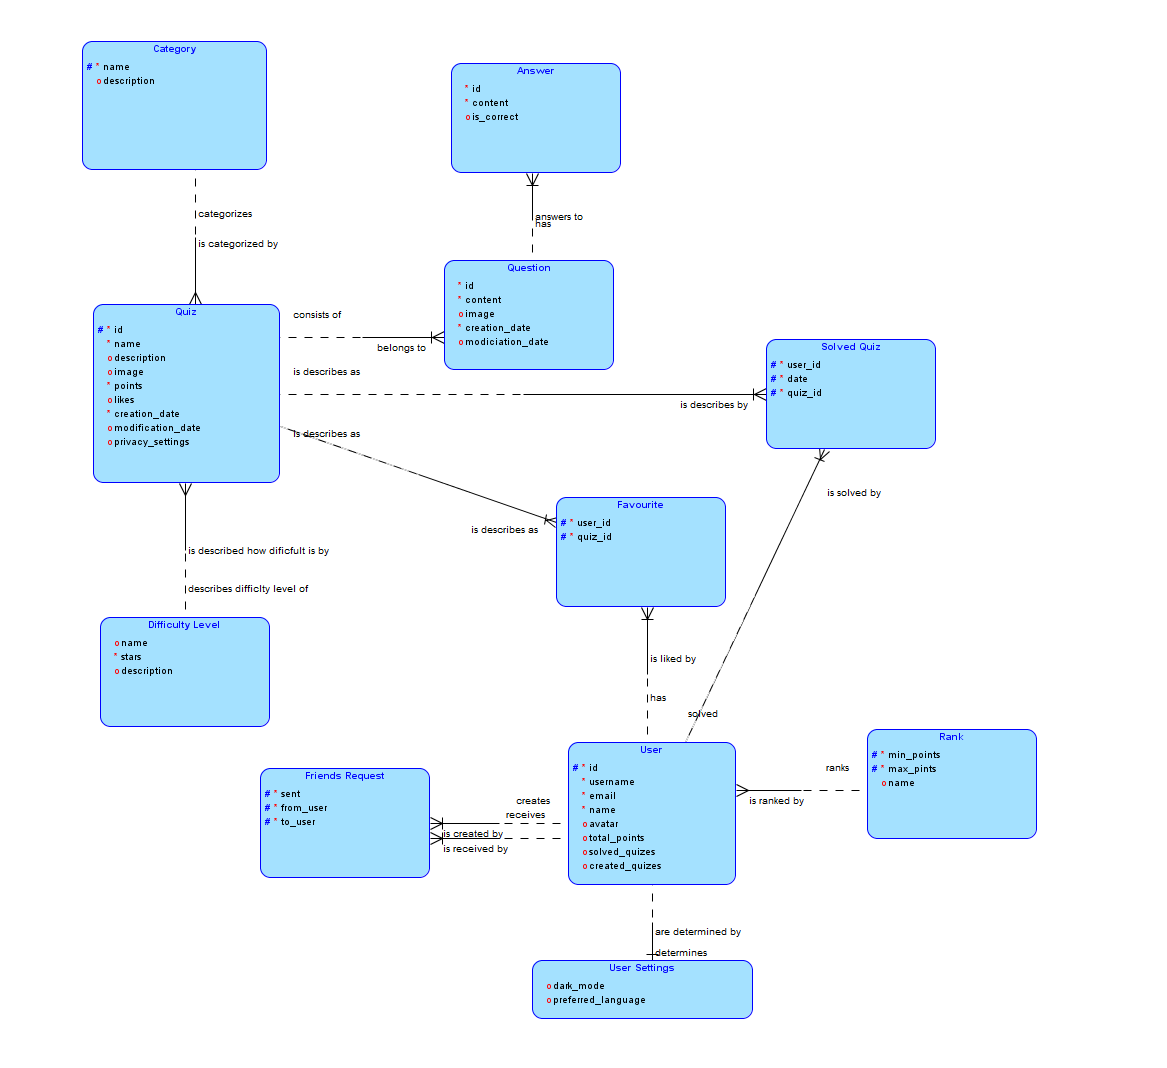 Category
# * name
o description
Answer
* id
* content
o is_correct
categorizes
is categorized by
answers to
has
Question
* id
* content
o image
* creation_date
o modiciation_date
Quiz
# * id
* name
o description
o image
* points
o likes
* creation_date
o modification_date
o privacy_settings
consists of
belongs to
is describes as
is describes by
Solved Quiz
# * user_id
# * date
# * quiz_id
is describes as
is describes as
is solved by
Favourite
# * user_id
# * quiz_id
is described how dificfult is by
describes difficlty level of
Difficulty Level
o name
* stars
o description
is liked by
has
solved
User
# * id
* username
* email
* name
o avatar
o total_points
o solved_quizes
o created_quizes
Rank
# * min_points
# * max_pints
o name
ranks
is ranked by
Friends Request
# * sent
# * from_user
# * to_user
creates
receives
is created by
is received by
are determined by
determines
User Settings
o dark_mode
o preferred_language